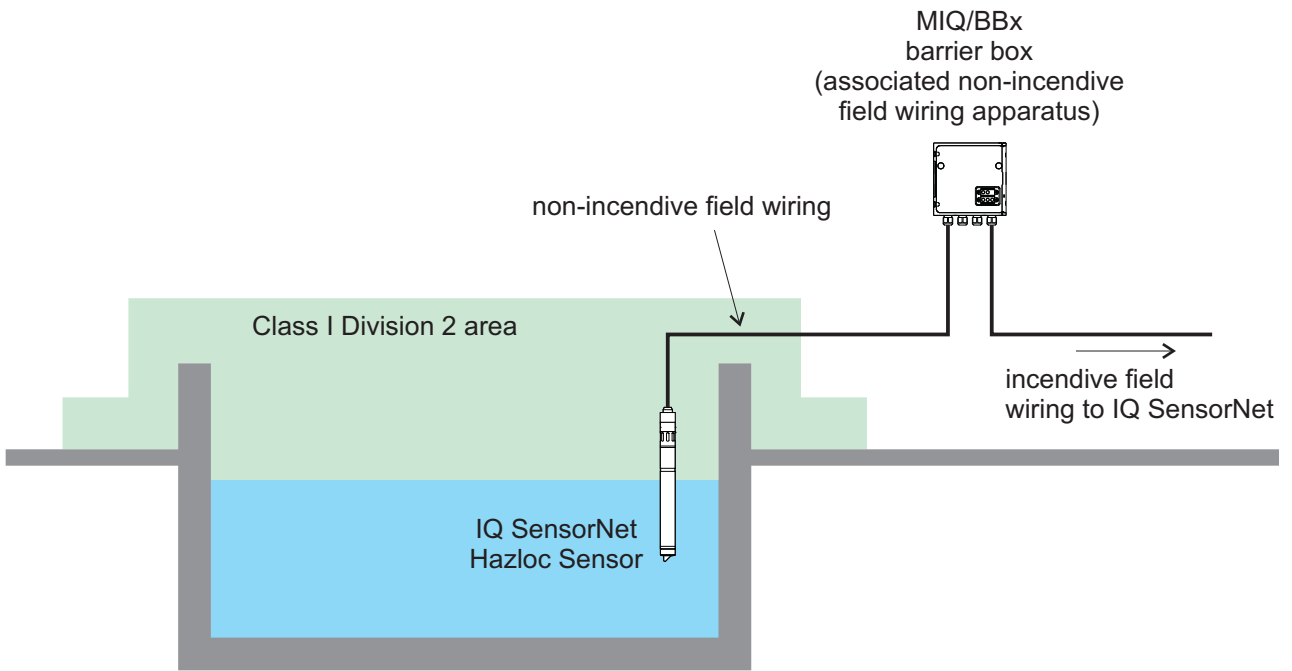 MIQ/BBx
barrier box
(associated non-incendive
field wiring apparatus)
non-incendive field wiring
Class I Division 2 area
incendive field
wiring to IQ SensorNet
IQ SensorNet
Hazloc Sensor